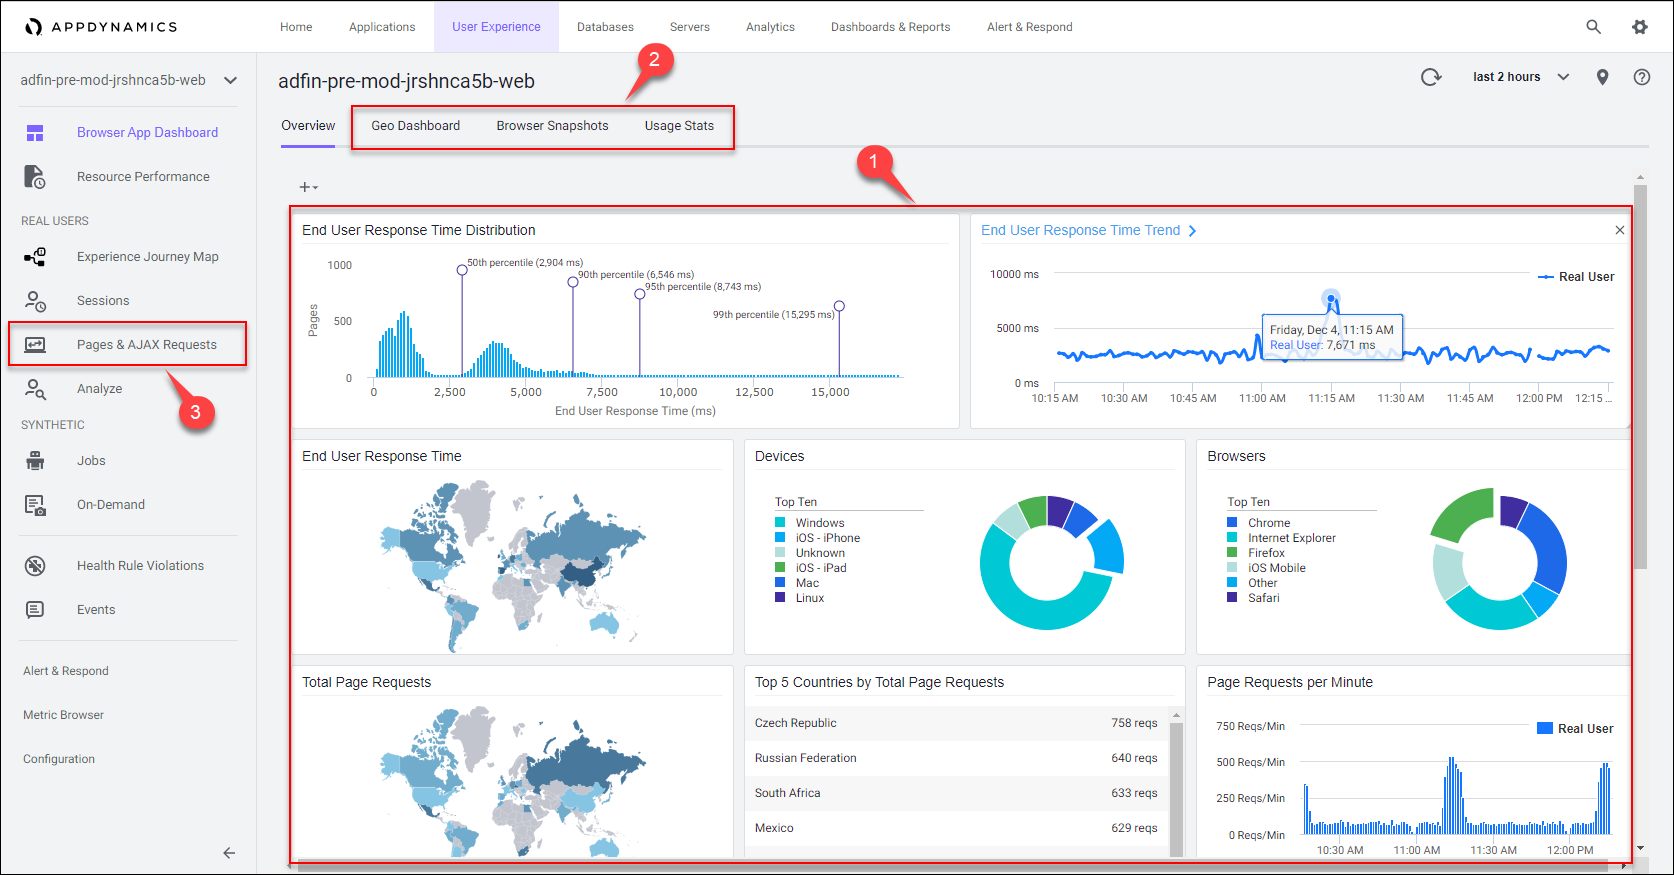 APPDYNAMICS
Home
Applications
User Experience
Databases
Servers
Analytics
Dashboards & Reports
Alert & Respond
adfin-pre-mod-jrshnca5b-web
Browser App Dashboard
Resource Performance
REAL USERS
Experience Journey Map
Sessions
Pages & AJAX Requests
Analyze
3
SYNTHETIC
Jobs
On-Demand
Health Rule Violations
Events
Alert & Respond
Metric Browser
Configuration
adfin-pre-mod-jrshnca5b-web
2
last 2 hours
Overview
Geo Dashboard
Browser Snapshots
Usage Stats
1
End User Response Time Distribution
1000
500
0
Pages
50th percentile (2,904 ms)
90th percentile (6,546 ms)
95th percentile (8,743 ms)
99th percentile (15,295 ms)
0
2,500
5,000
7,500
10,000
12,500
15,000
End User Response Time (ms)
End User Response Time Trend
10000 ms
5000 ms
0 ms
Real User
Friday, Dec 4, 11:15 AM
Real User: 7,671 ms
10:15 AM
10:30 AM
10:45 AM
11:00 AM
11:15 AM
11:30 AM
11:45 AM
12:00 PM
12:15 ...
End User Response Time
Devices
Top Ten
Windows
iOS - iPhone
Unknown
iOS - iPad
Mac
Linux
Browsers
Top Ten
Chrome
Internet Explorer
Firefox
iOS Mobile
Other
Safari
Total Page Requests
Top 5 Countries by Total Page Requests
Czech Republic 758 reqs
Russian Federation 640 reqs
South Africa 633 reqs
Mexico 629 reqs
Page Requests per Minute
750 Reqs/Min
500 Reqs/Min
250 Reqs/Min
0 Reqs/Min
Real User
10:30 AM
11:00 AM
11:30 AM
12:00 PM